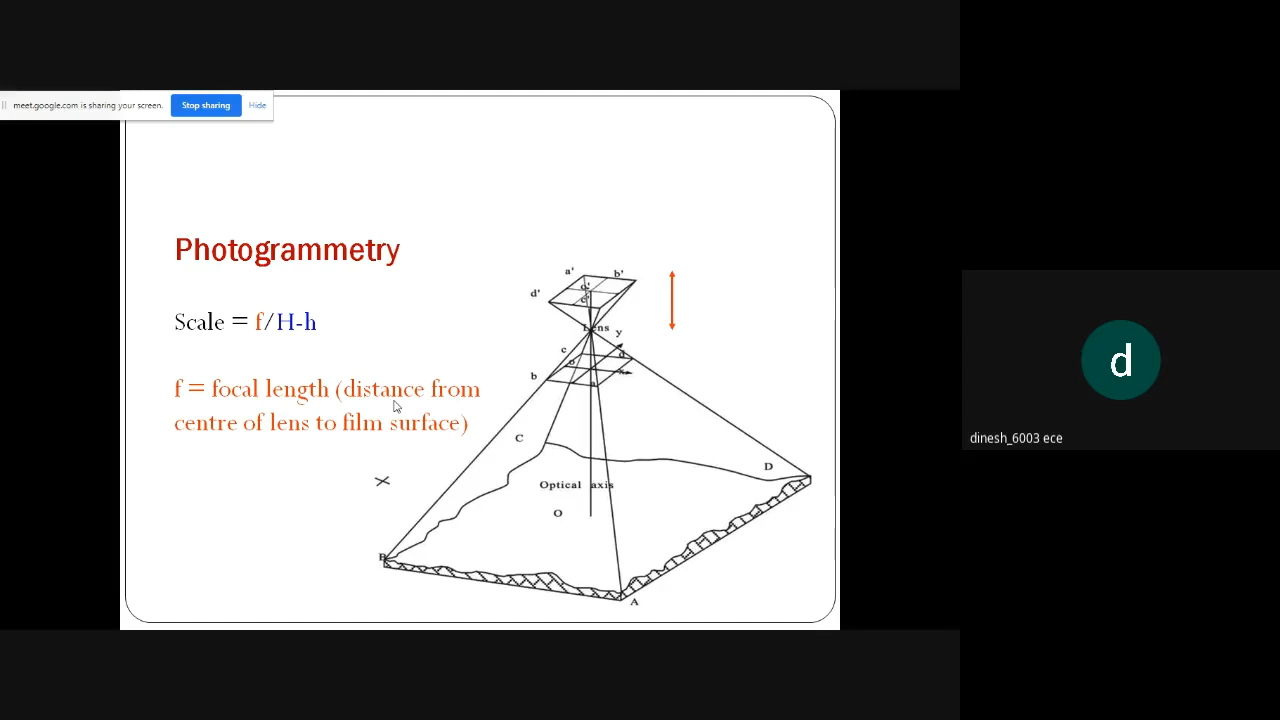 meet.google.com is sharing your screen.
Stop sharing
Hide
Photogrammetry
Scale = f/H-h
f = focal length (distance from
centre of lens to film surface)
a'
b'
d'
o'
c'
Lens
y
c
d
o
x
b
a
C
D
Optical axis
O
B
A
d
dinesh_6003 ece